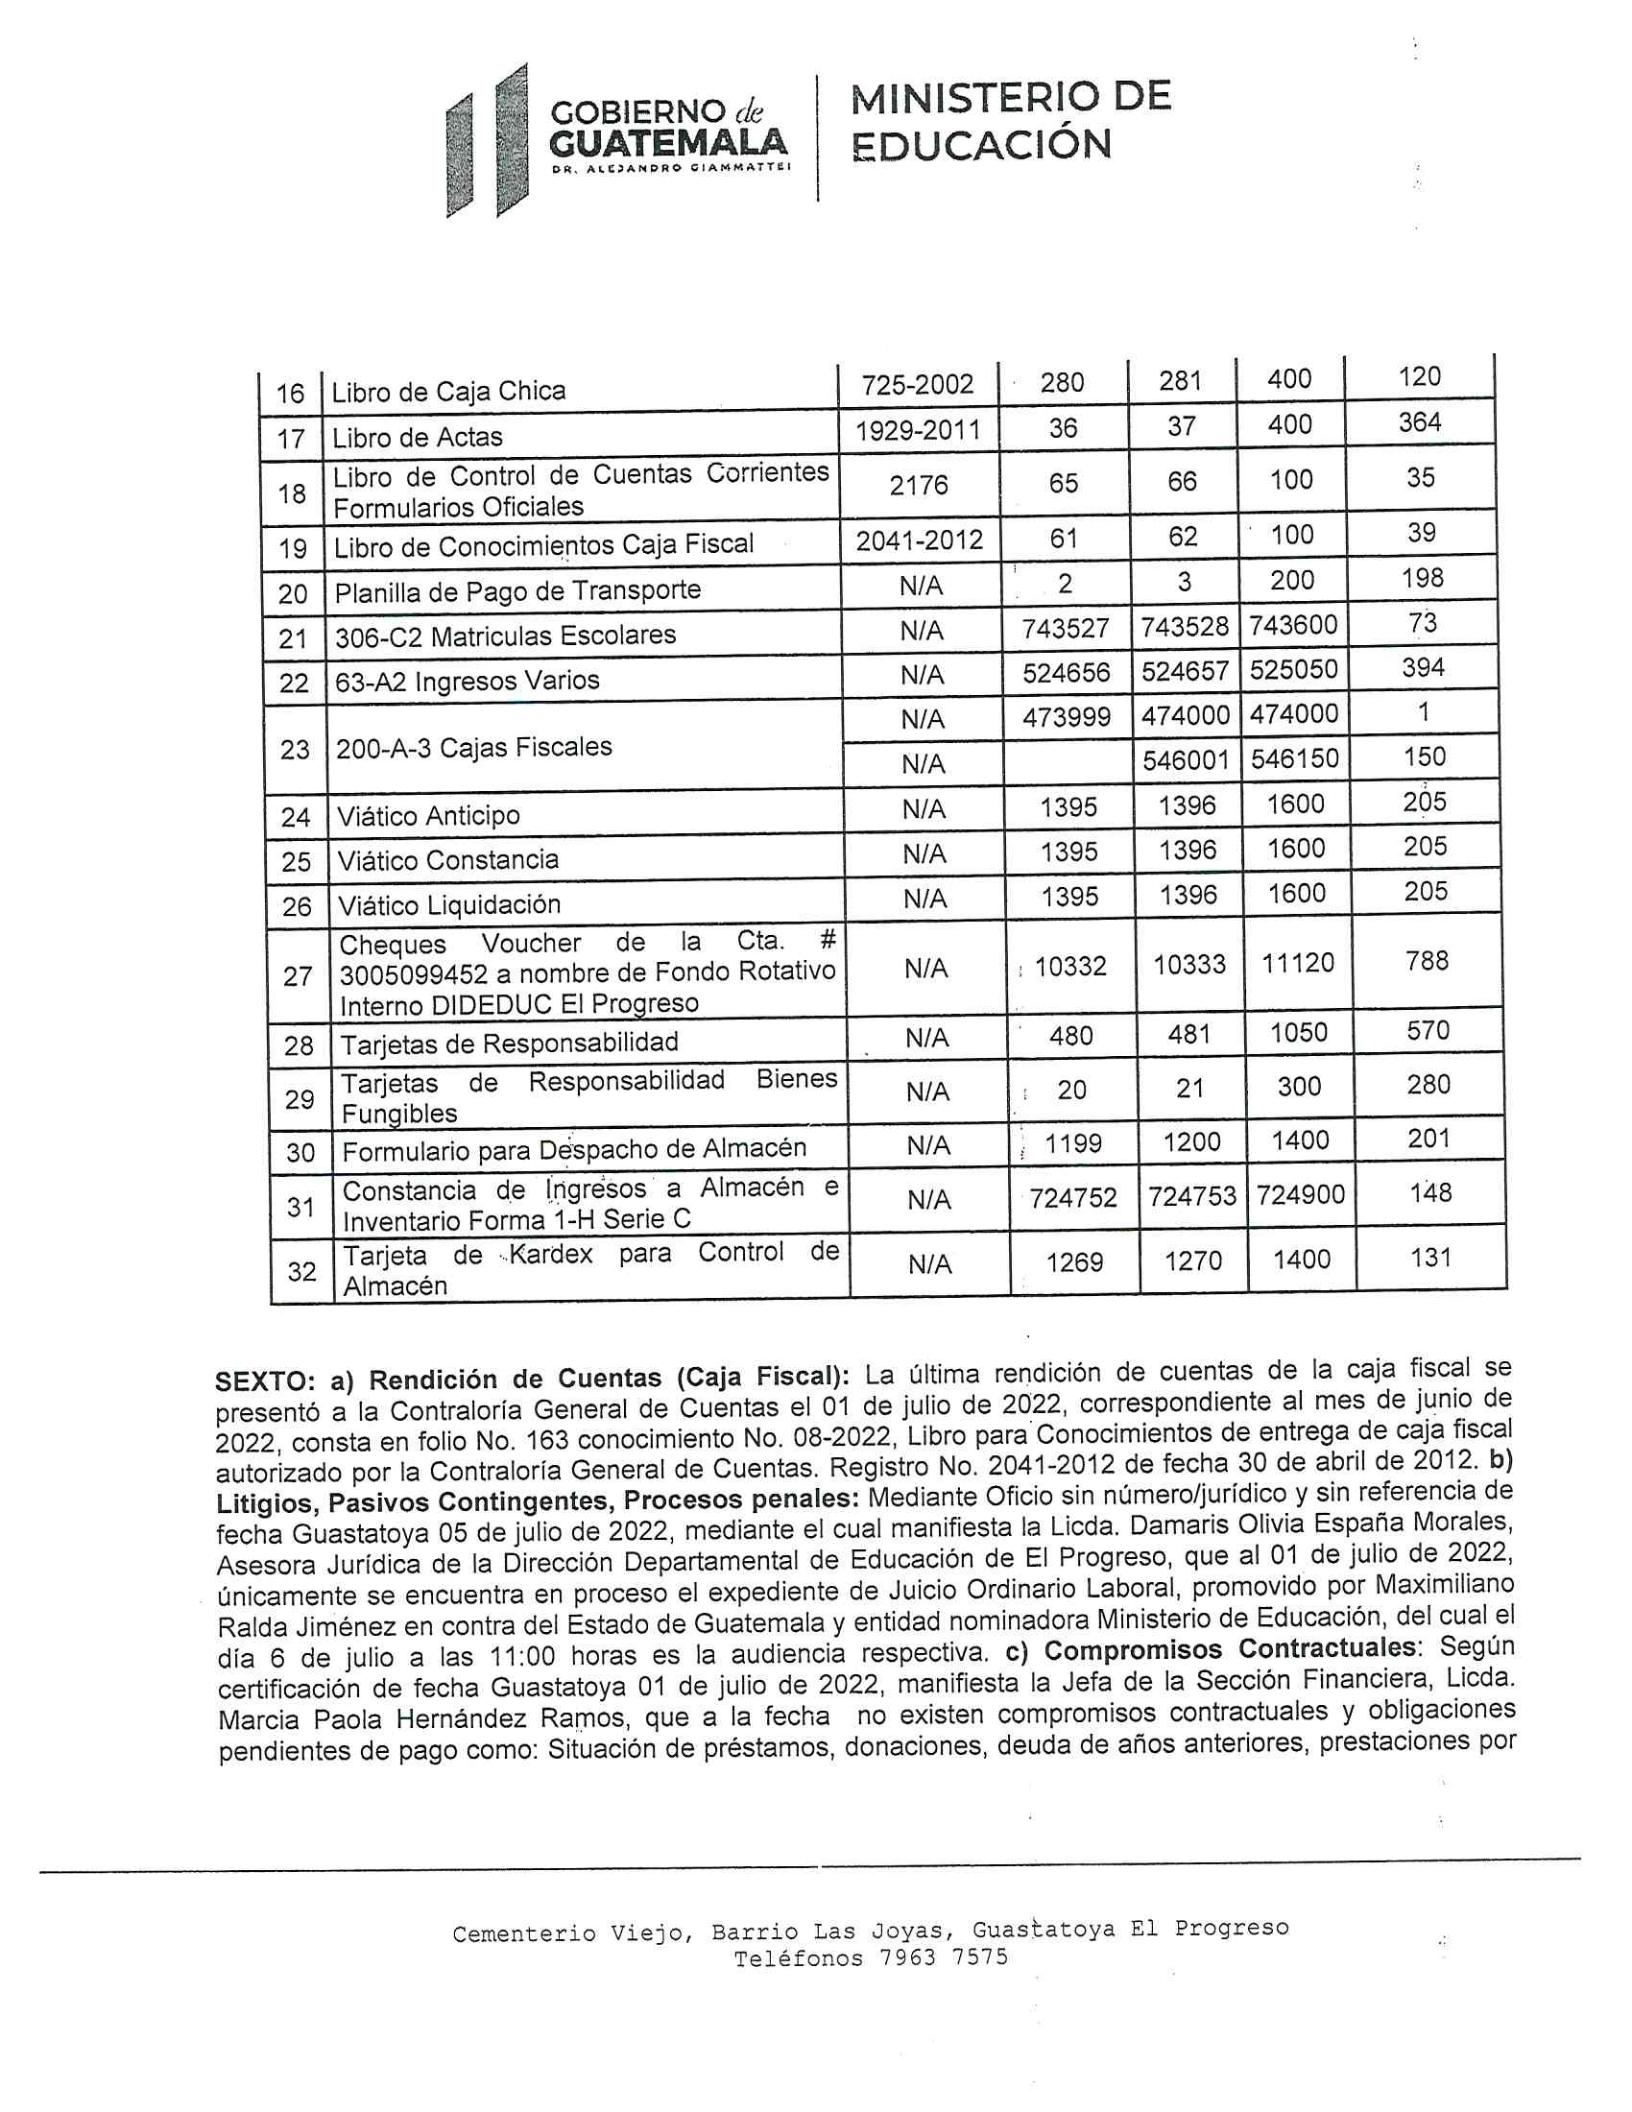 GOBIERNO de
GUATEMALA
DR. ALEJANDRO GIAMMATTEI
MINISTERIO DE
EDUCACIÓN
16 Libro de Caja Chica 725-2002 280 281 400 120
17 Libro de Actas 1929-2011 36 37 400 364
18 Libro de Control de Cuentas Corrientes
Formularios Oficiales 2176 65 66 100 35
19 Libro de Conocimientos Caja Fiscal 2041-2012 61 62 100 39
20 Planilla de Pago de Transporte N/A 2 3 200 198
21 306-C2 Matriculas Escolares N/A 743527 743528 743600 73
22 63-A2 Ingresos Varios N/A 524656 524657 525050 394
23 200-A-3 Cajas Fiscales N/A 473999 474000 474000 1
N/A 546001 546150 150
24 Viático Anticipo N/A 1395 1396 1600 205
25 Viático Constancia N/A 1395 1396 1600 205
26 Viático Liquidación N/A 1395 1396 1600 205
27 Cheques Voucher de la Cta. #
3005099452 a nombre de Fondo Rotativo
Interno DIDEDUC El Progreso N/A 10332 10333 11120 788
28 Tarjetas de Responsabilidad N/A 480 481 1050 570
29 Tarjetas de Responsabilidad Bienes
Fungibles N/A 20 21 300 280
30 Formulario para Despacho de Almacén N/A 1199 1200 1400 201
31 Constancia de Ingresos a Almacén e
Inventario Forma 1-H Serie C N/A 724752 724753 724900 148
32 Tarjeta de Kardex para Control de
Almacén N/A 1269 1270 1400 131
SEXTO: a) Rendición de Cuentas (Caja Fiscal): La última rendición de cuentas de la caja fiscal se
presentó a la Contraloría General de Cuentas el 01 de julio de 2022, correspondiente al mes de junio de
2022, consta en folio No. 163 conocimiento No. 08-2022, Libro para Conocimientos de entrega de caja fiscal
autorizado por la Contraloría General de Cuentas. Registro No. 2041-2012 de fecha 30 de abril de 2012. b)
Litigios, Pasivos Contingentes, Procesos penales: Mediante Oficio sin número/jurídico y sin referencia de
fecha Guastatoya 05 de julio de 2022, mediante el cual manifiesta la Licda. Damaris Olivia España Morales,
Asesora Jurídica de la Dirección Departamental de Educación de El Progreso, que al 01 de julio de 2022,
únicamente se encuentra en proceso el expediente de Juicio Ordinario Laboral, promovido por Maximiliano
Ralda Jiménez en contra del Estado de Guatemala y entidad nominadora Ministerio de Educación, del cual el
día 6 de julio a las 11:00 horas es la audiencia respectiva. c) Compromisos Contractuales: Según
certificación de fecha Guastatoya 01 de julio de 2022, manifiesta la Jefa de la Sección Financiera, Licda.
Marcia Paola Hernández Ramos, que a la fecha no existen compromisos contractuales y obligaciones
pendientes de pago como: Situación de préstamos, donaciones, deuda de años anteriores, prestaciones por
Cementerio Viejo, Barrio Las Joyas, Guastatoya El Progreso
Teléfonos 7963 7575